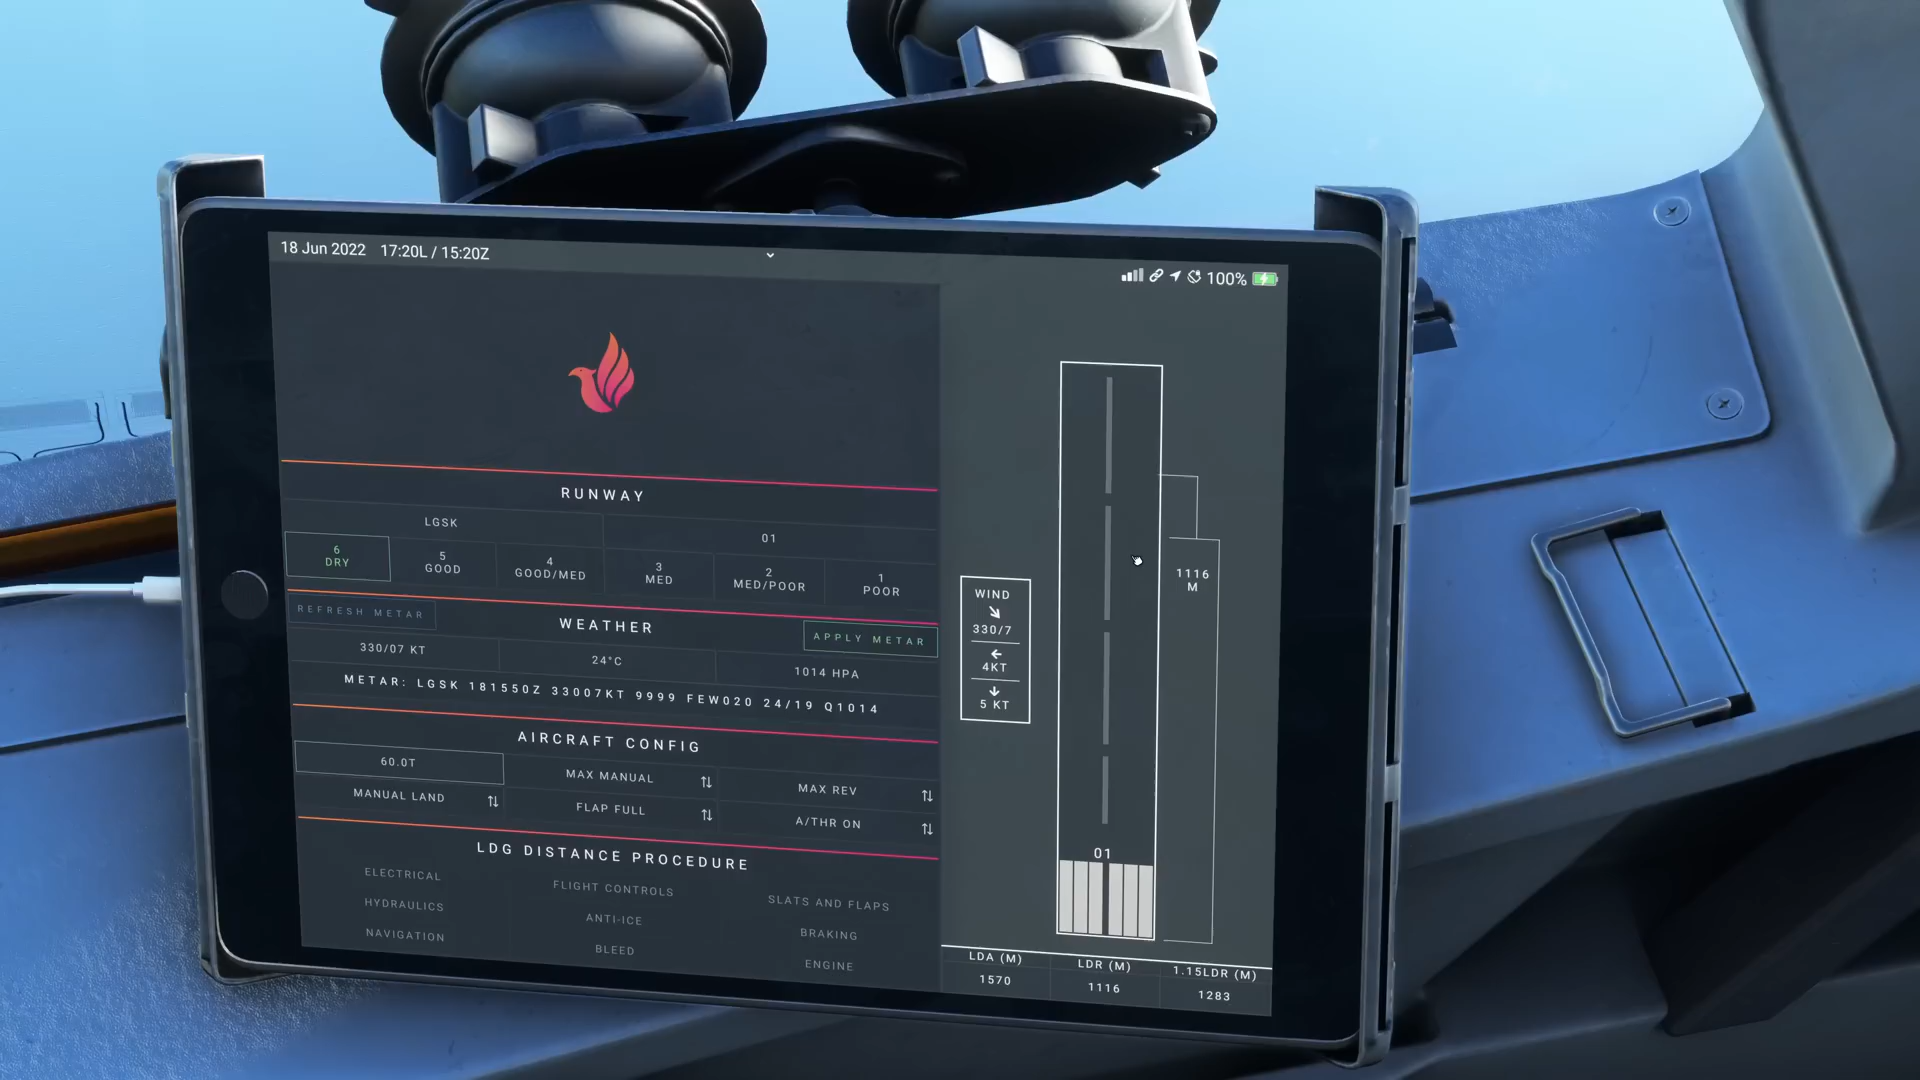 18 Jun 2022 17:20L / 15:20Z
100%
RUNWAY
LGSK 01
6 DRY
5 GOOD
4 GOOD/MED
3 MED
2 MED/POOR
1 POOR
REFRESH METAR
WEATHER
APPLY METAR
330/07 KT 24°C 1014 HPA
METAR: LGSK 181550Z 33007KT 9999 FEW020 24/19 Q1014
AIRCRAFT CONFIG
60.0T MAX MANUAL MAX REV
MANUAL LAND FLAP FULL A/THR ON
LDG DISTANCE PROCEDURE
ELECTRICAL FLIGHT CONTROLS SLATS AND FLAPS
HYDRAULICS ANTI-ICE BRAKING
NAVIGATION BLEED ENGINE
WIND
330/7
4KT
5 KT
1116
M
01
LDA (M) LDR (M) 1.15LDR (M)
1570 1116 1283